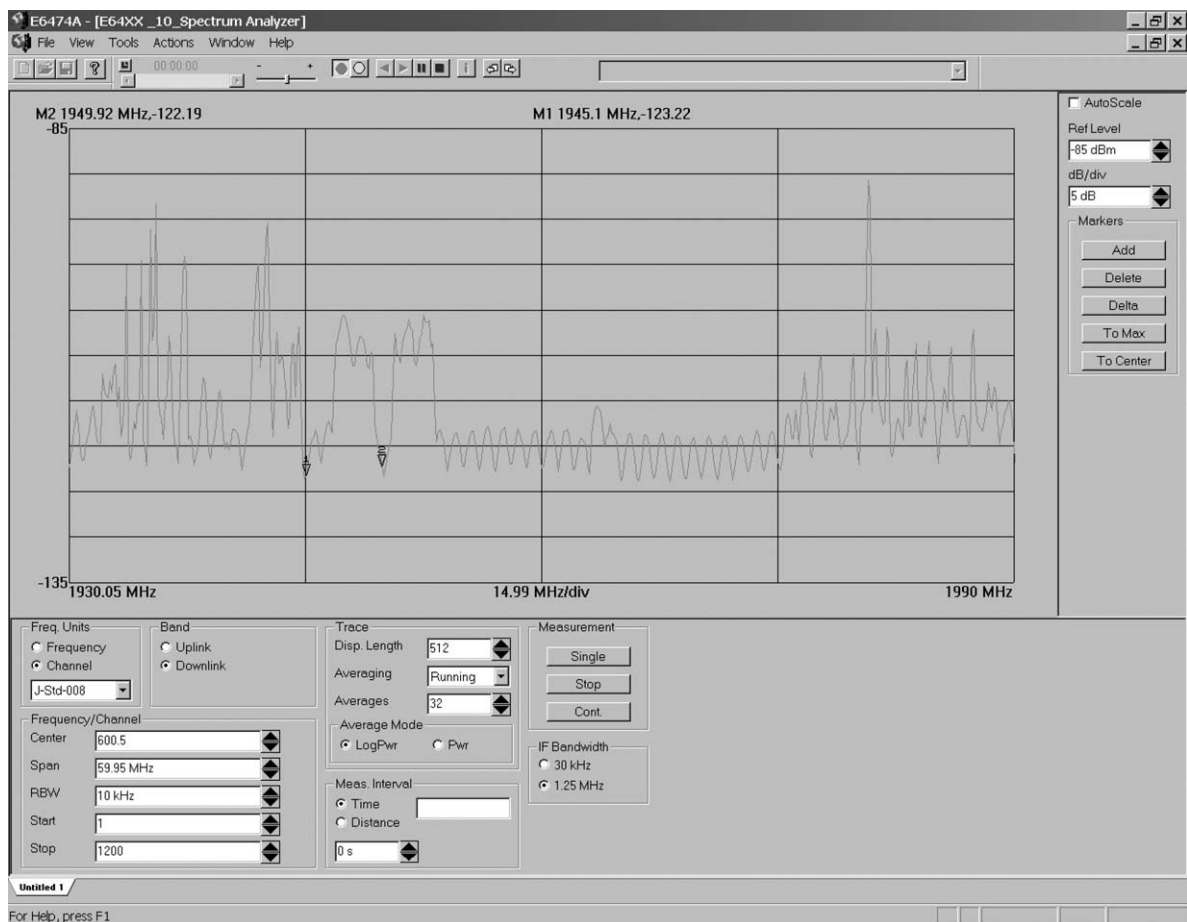 E6474A - [E64XX _10_Spectrum Analyzer]
File View Tools Actions Window Help
00:00:00 - +
M2 1949.92 MHz,-122.19 M1 1945.1 MHz,-123.22
-85
-135
1930.05 MHz 14.99 MHz/div 1990 MHz
AutoScale
Ref Level
-85 dBm
dB/div
5 dB
Markers
Add
Delete
Delta
To Max
To Center
Freq. Units
Frequency
Channel
J-Std-008
Band
Uplink
Downlink
Frequency/Channel
Center 600.5
Span 59.95 MHz
RBW 10 kHz
Start 1
Stop 1200
Trace
Disp. Length 512
Averaging Running
Averages 32
Average Mode
LogPwr Pwr
Meas. Interval
Time
Distance
0 s
Measurement
Single
Stop
Cont.
IF Bandwidth
30 kHz
1.25 MHz
Untitled 1
For Help, press F1